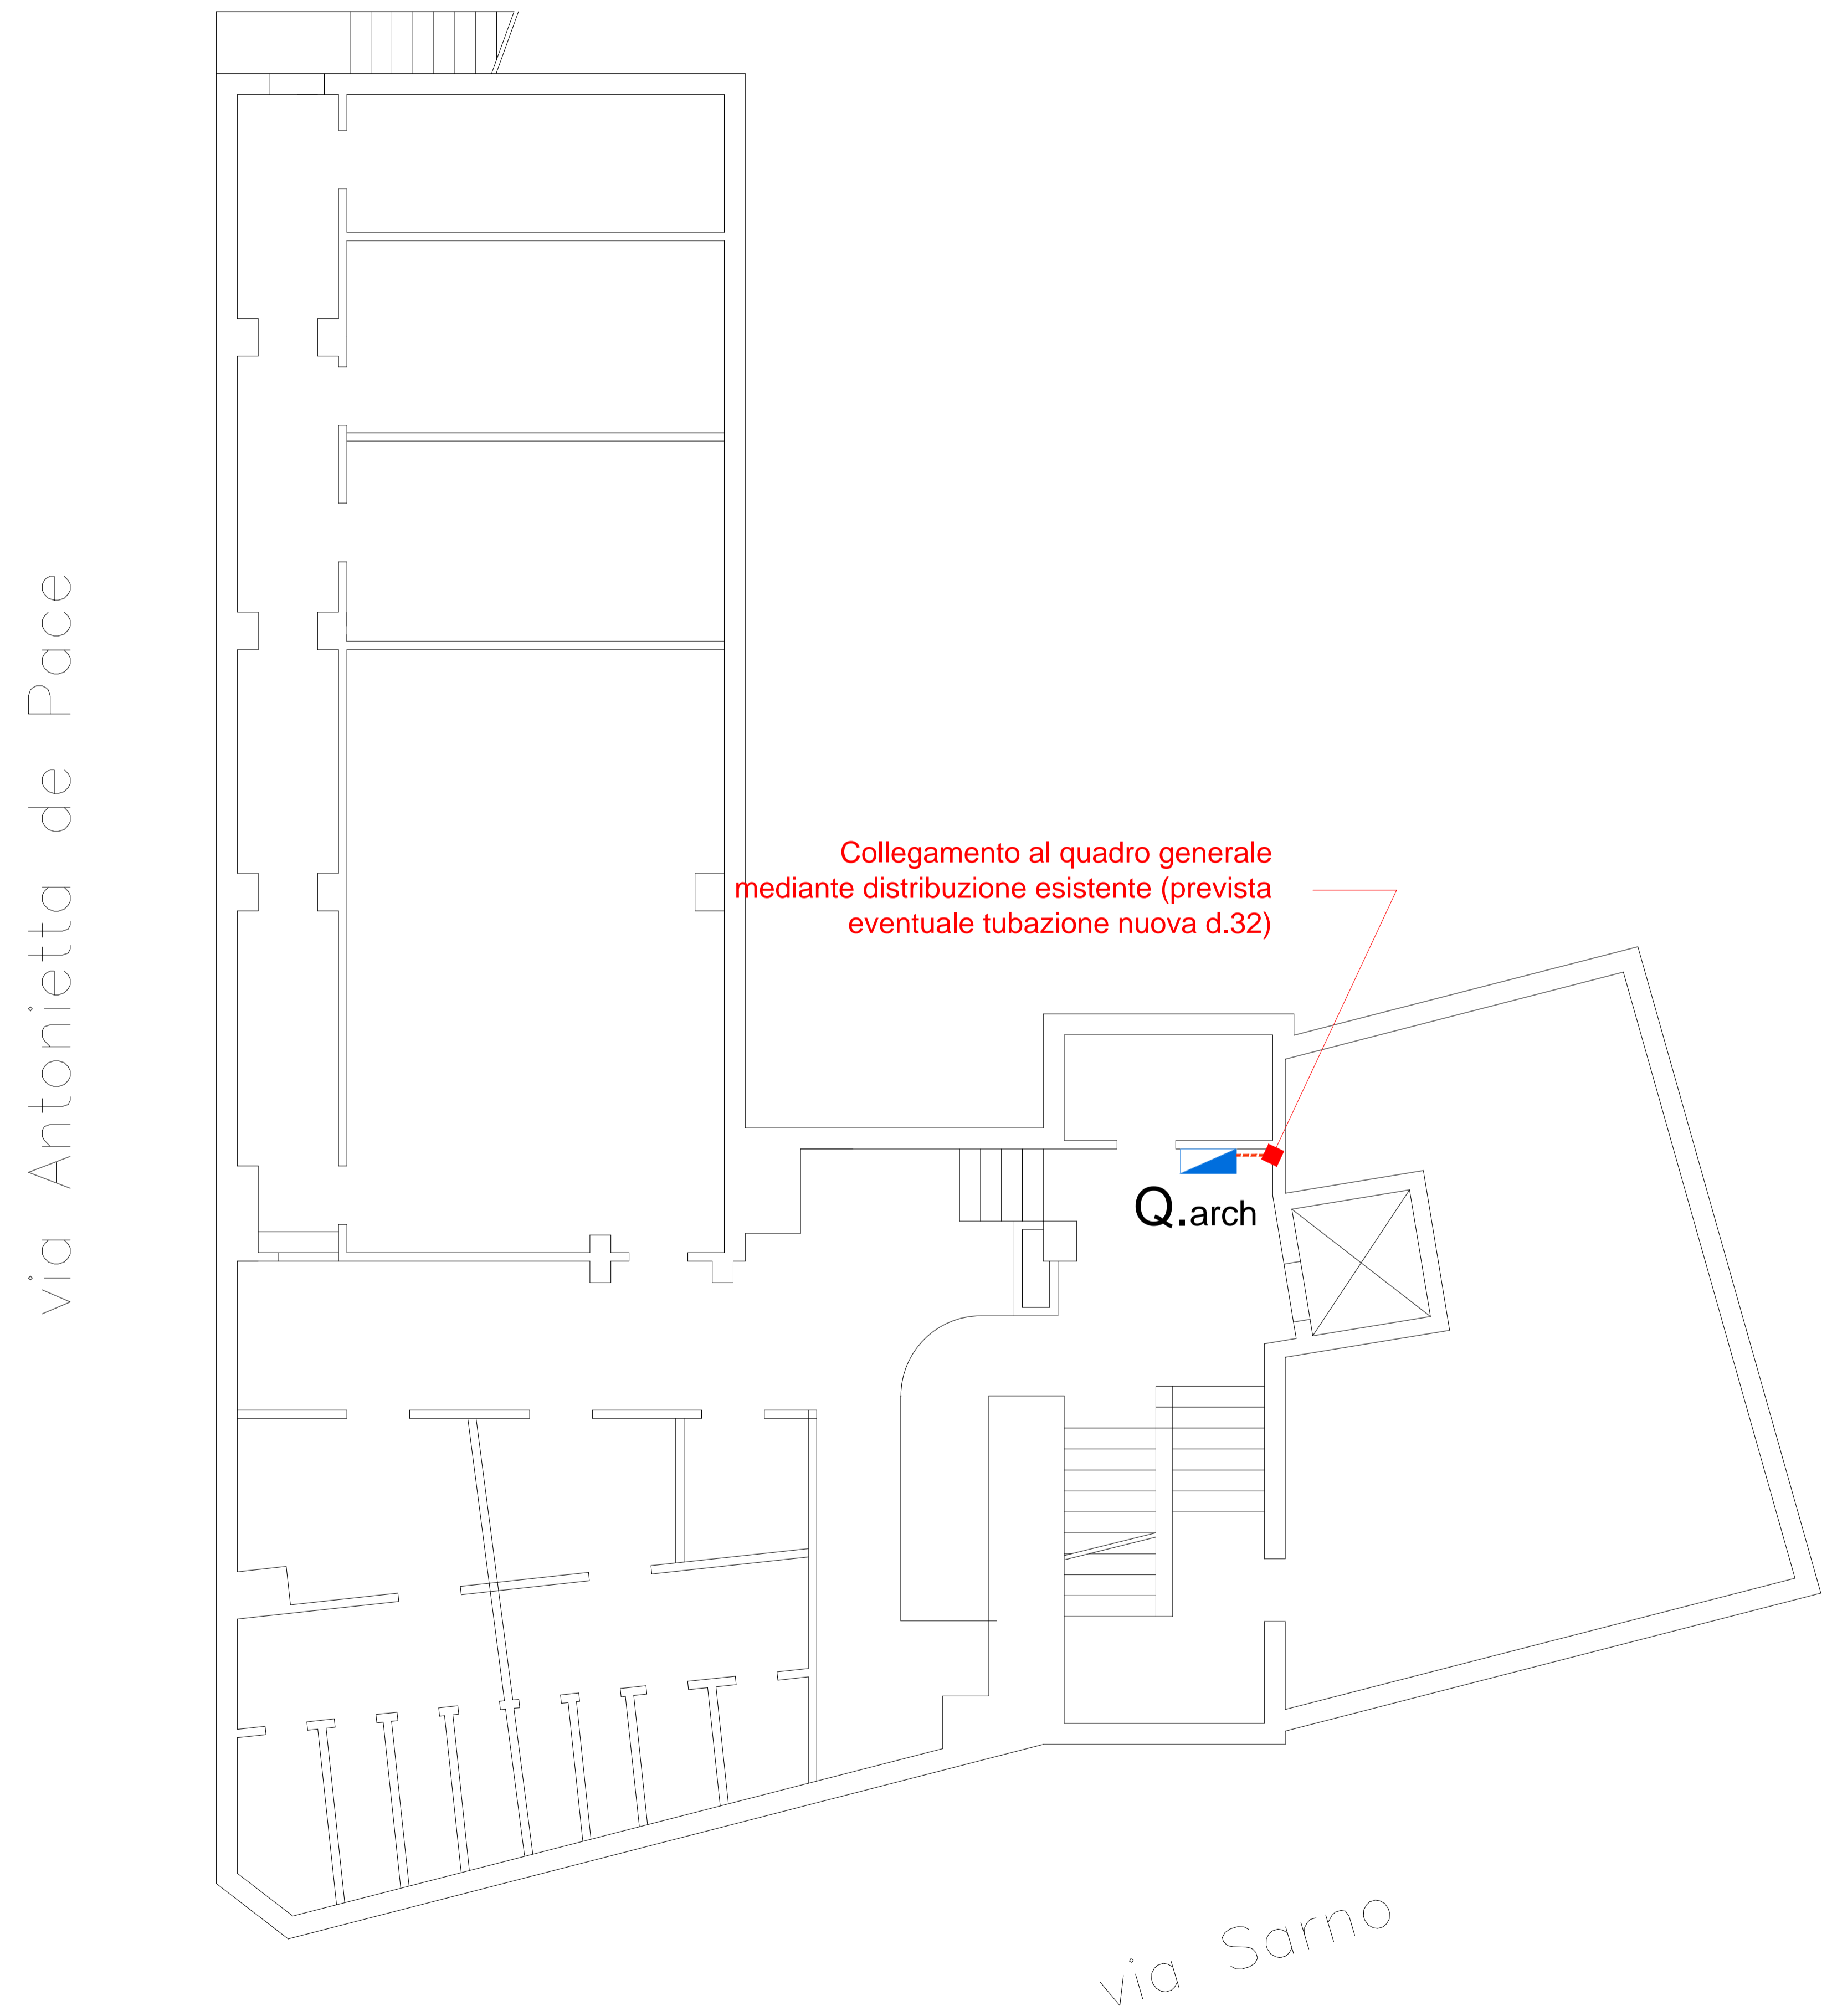 via Antonietta de Pace
Collegamento al quadro generale
mediante distribuzione esistente (prevista
eventuale tubazione nuova d.32)
Q.arch
via Sarno